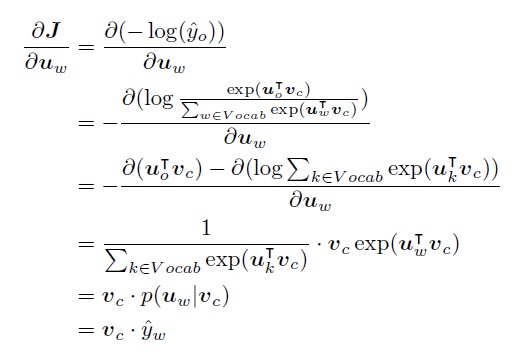 ∂J/∂u_w = ∂(−log(ŷ_o))/∂u_w
= −∂(log exp(u_o^⊺ v_c)/∑_{w∈Vocab} exp(u_w^⊺ v_c))/∂u_w
= −∂(u_o^⊺ v_c) − ∂(log ∑_{k∈Vocab} exp(u_k^⊺ v_c))/∂u_w
= 1/∑_{k∈Vocab} exp(u_k^⊺ v_c) · v_c exp(u_w^⊺ v_c)
= v_c · p(u_w|v_c)
= v_c · ŷ_w